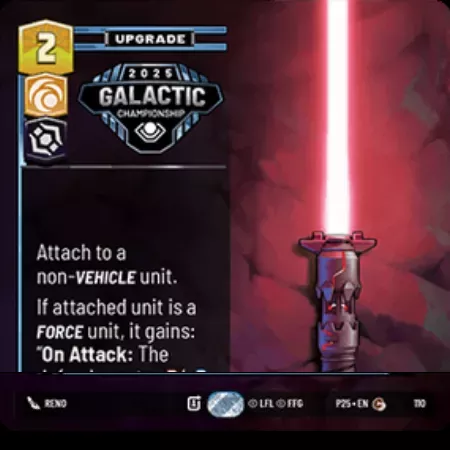 2
UPGRADE
2025
GALACTIC
CHAMPIONSHIP
Attach to a
non-VEHICLE unit.
If attached unit is a
FORCE unit, it gains:
"On Attack: The
RENO
© LFL © FFG
P25 • EN
110